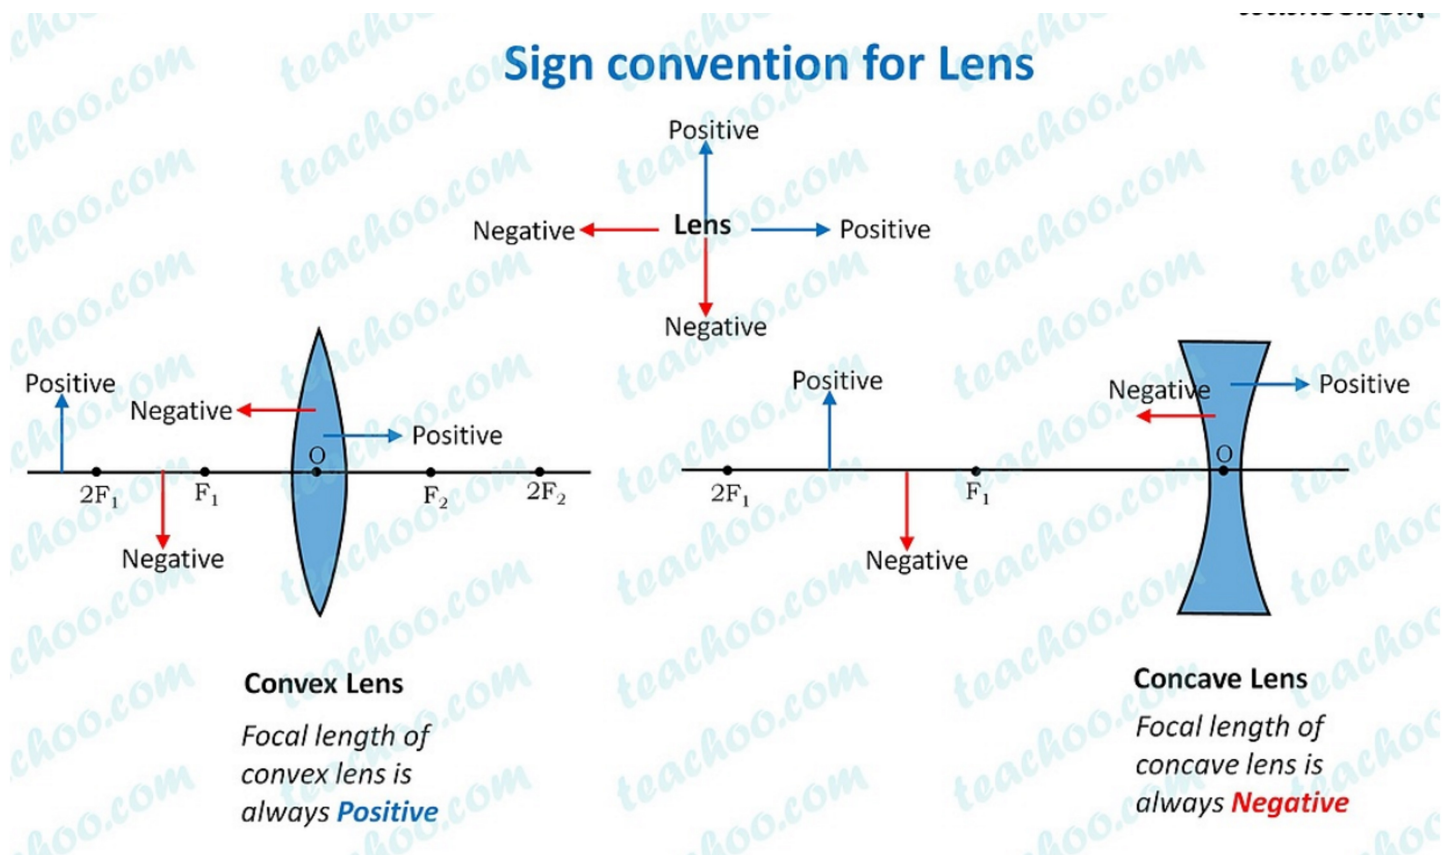 Sign convention for Lens
Positive
Negative Lens Positive
Negative
Positive
Negative
Positive
O
2F₁ F₁ F₂ 2F₂
Negative
Convex Lens
Focal length of
convex lens is
always Positive
Positive
Negative Positive
O
2F₁ F₁
Negative
Concave Lens
Focal length of
concave lens is
always Negative
teachoo.com